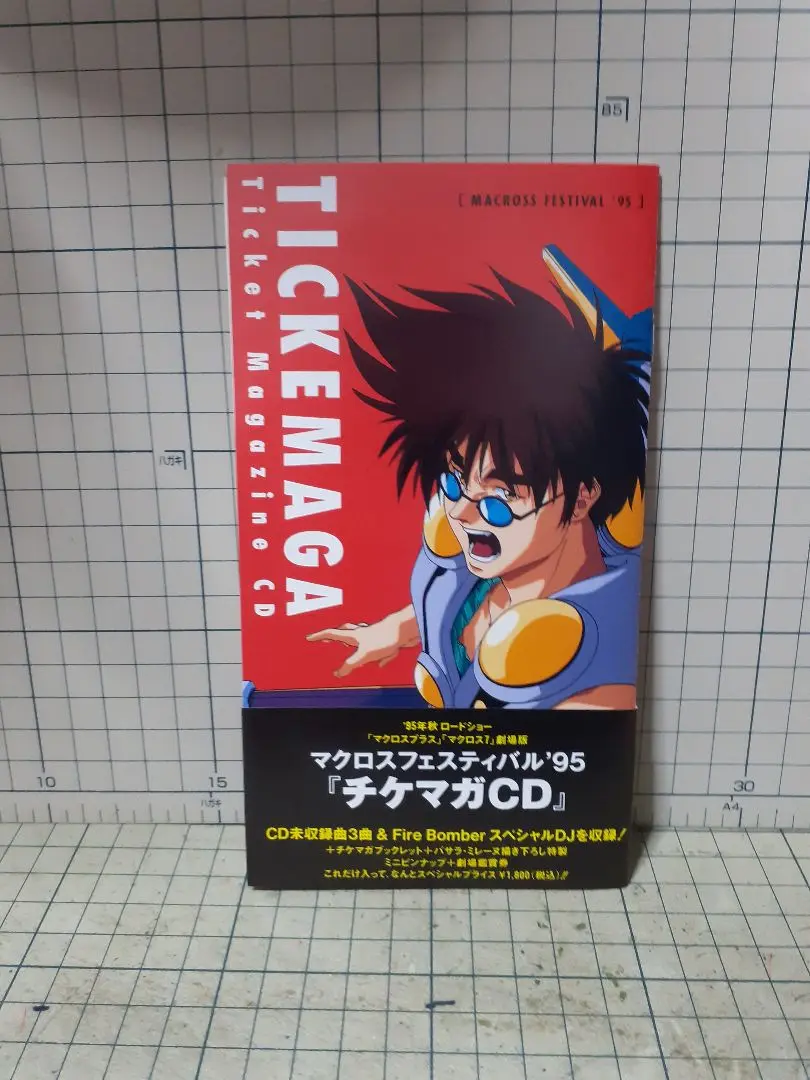 B5
[ MACROSS FESTIVAL '95 ]
TICKEMAGA
Ticket Magazine CD
ハガキ
'95年秋 ロードショー
「マクロスプラス」「マクロス7」劇場版
マクロスフェスティバル'95
『チケマガCD』
CD未収録曲3曲 & Fire Bomber スペシャルDJを収録!
+チケマガブックレット+バサラ・ミレーヌ描き下ろし特製
ミニピンナップ+劇場鑑賞券
これだけ入って、なんとスペシャルプライス ¥1,800(税込)!!
10
15
30
ハガキ
A4